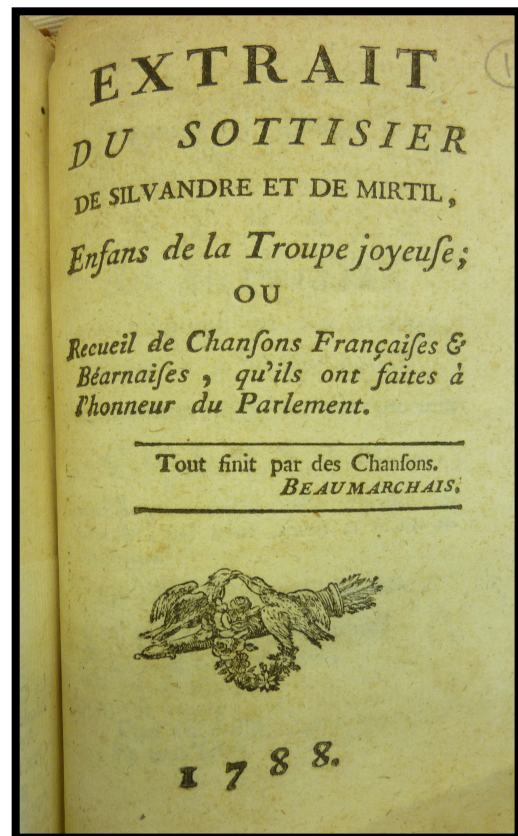 EXTRAIT
DU SOTTISIER
DE SILVANDRE ET DE MIRTIL,
Enfans de la Troupe joyeuſe;
OU
Recueil de Chanſons Françaiſes &
Béarnaiſes, qu'ils ont faites à
l'honneur du Parlement.
Tout finit par des Chanſons.
BEAUMARCHAIS.
1788.